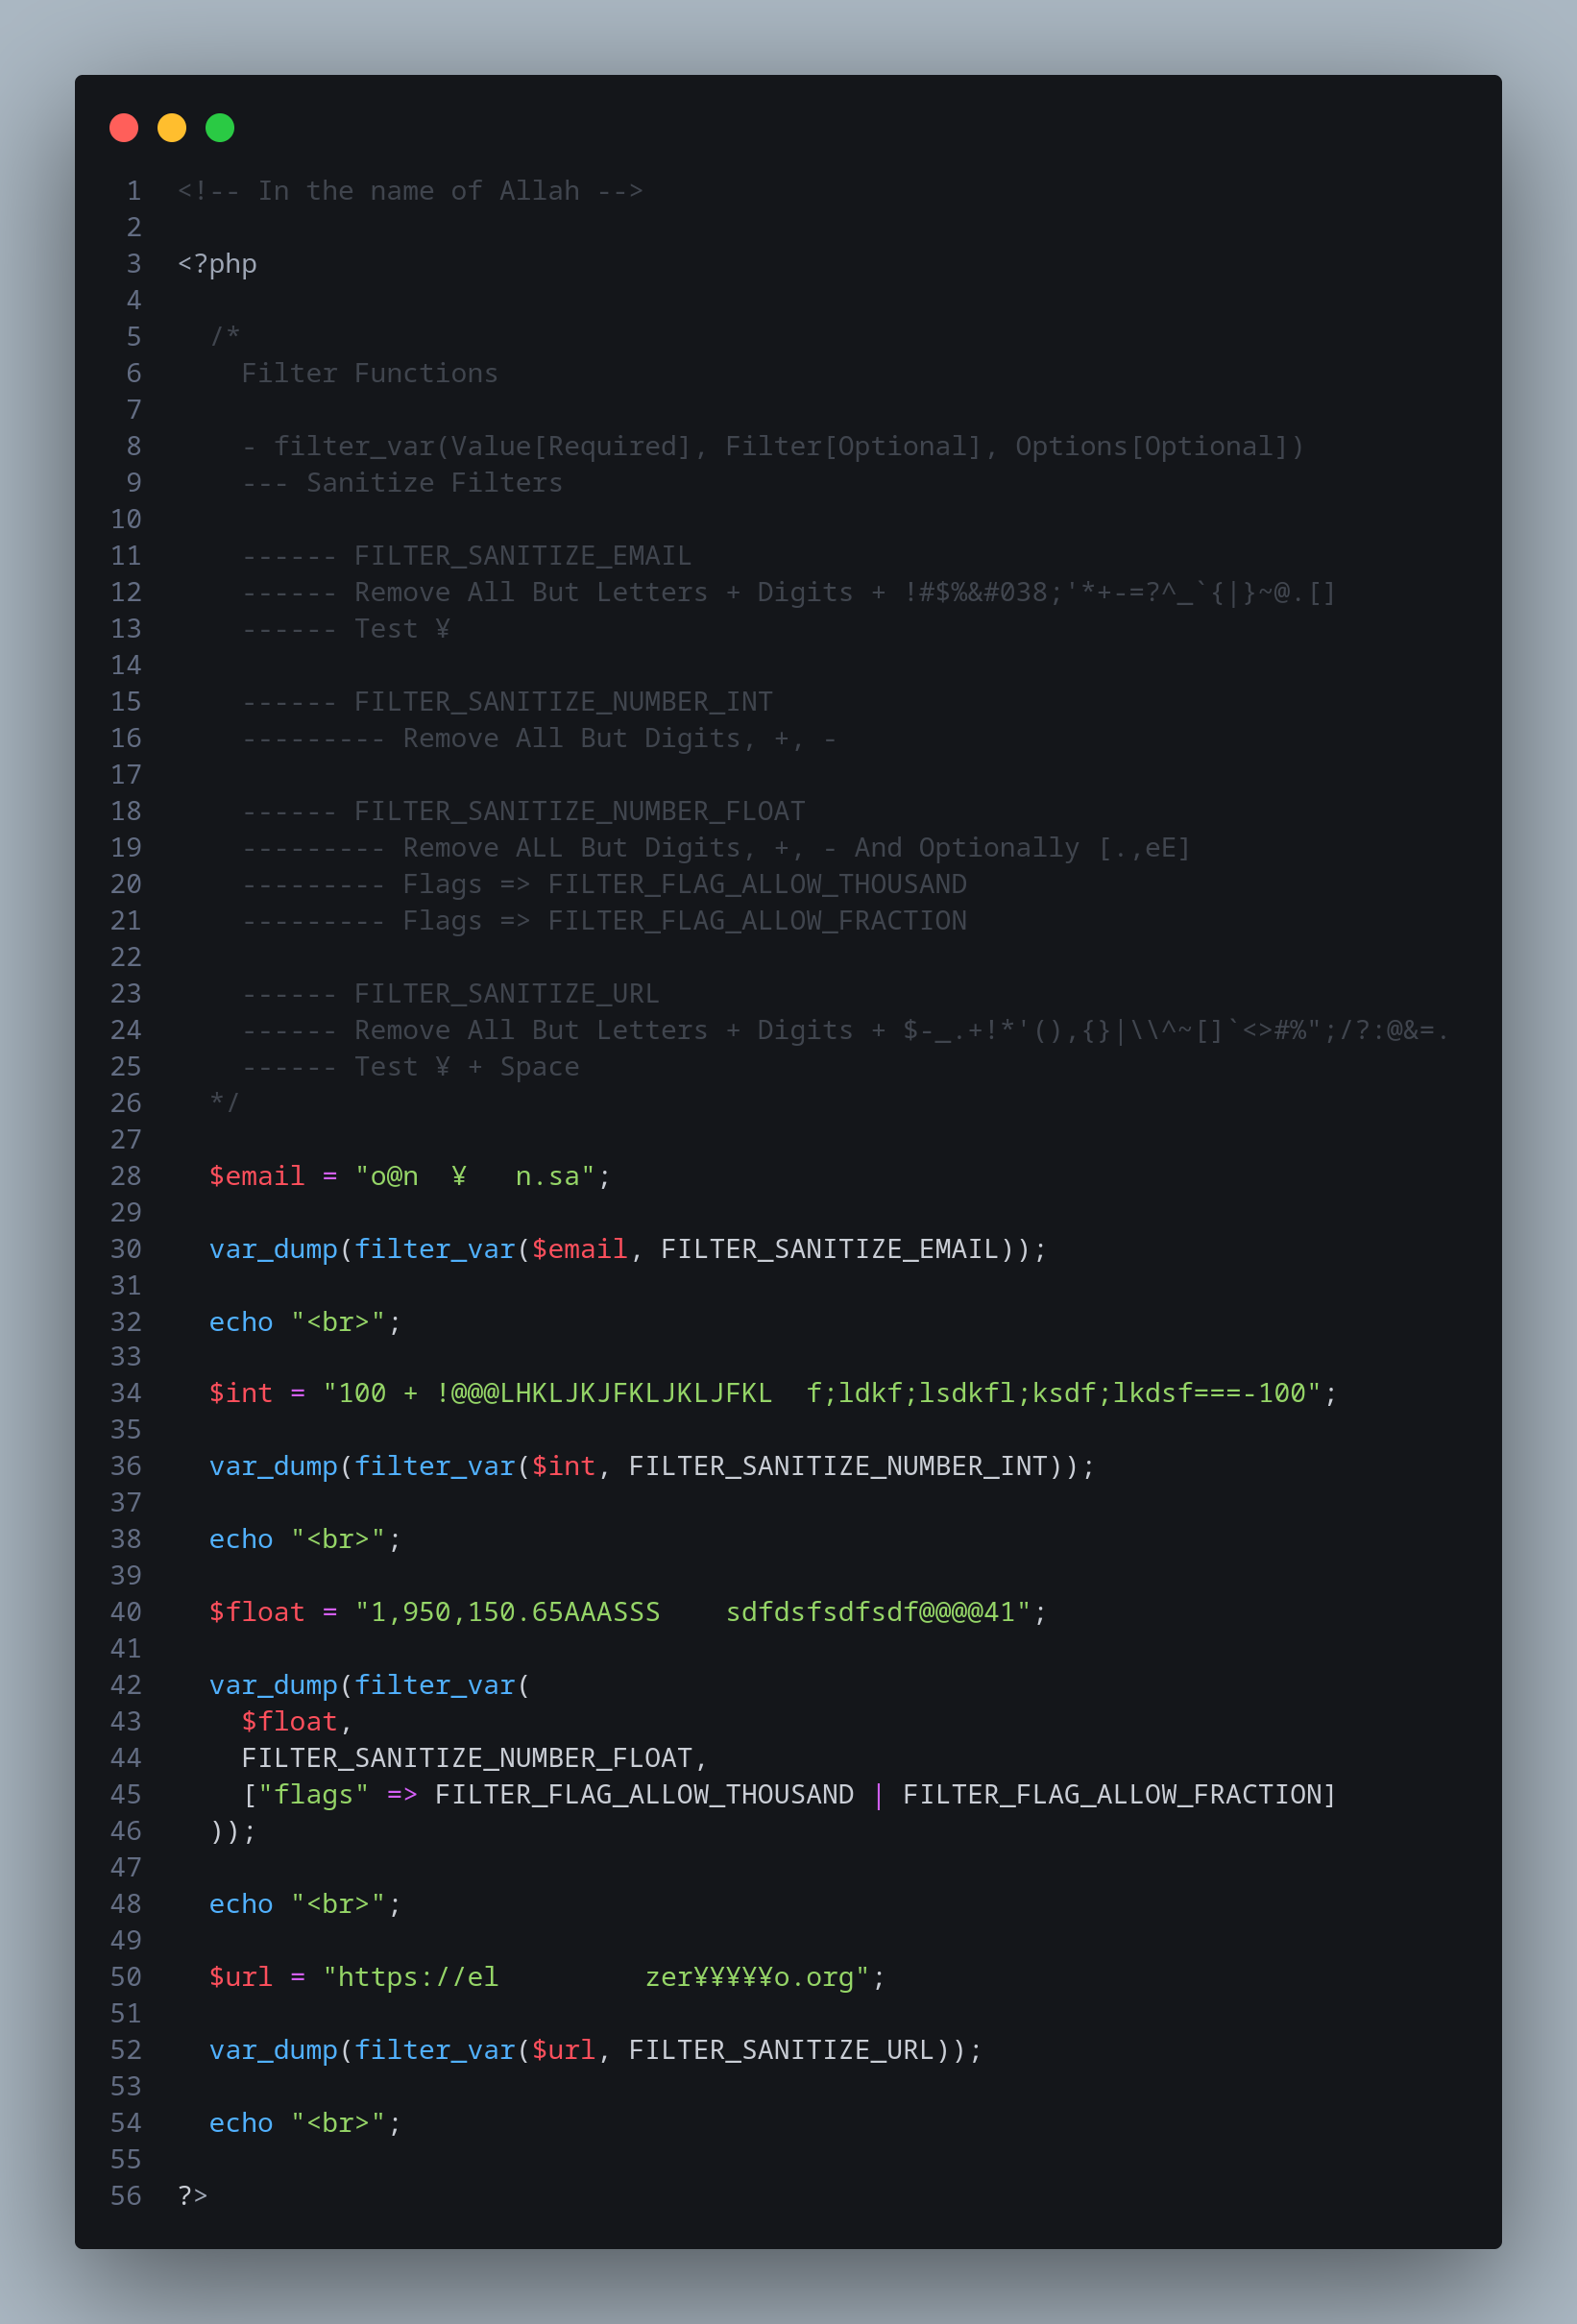 1 <!-- In the name of Allah -->
2
3 <?php
4
5   /*
6     Filter Functions
7
8     - filter_var(Value[Required], Filter[Optional], Options[Optional])
9     --- Sanitize Filters
10
11     ------ FILTER_SANITIZE_EMAIL
12     ------ Remove All But Letters + Digits + !#$%&#038;'*+-=?^_`{|}~@.[]
13     ------ Test ¥
14
15     ------ FILTER_SANITIZE_NUMBER_INT
16     --------- Remove All But Digits, +, -
17
18     ------ FILTER_SANITIZE_NUMBER_FLOAT
19     --------- Remove ALL But Digits, +, - And Optionally [.,eE]
20     --------- Flags => FILTER_FLAG_ALLOW_THOUSAND
21     --------- Flags => FILTER_FLAG_ALLOW_FRACTION
22
23     ------ FILTER_SANITIZE_URL
24     ------ Remove All But Letters + Digits + $-_.+!*'(),{}|\\^~[]`<>#%";/?:@&=.
25     ------ Test ¥ + Space
26   */
27
28   $email = "o@n  ¥   n.sa";
29
30   var_dump(filter_var($email, FILTER_SANITIZE_EMAIL));
31
32   echo "<br>";
33
34   $int = "100 + !@@@LHKLJKJFKLJKLJFKL  f;ldkf;lsdkfl;ksdf;lkdsf===-100";
35
36   var_dump(filter_var($int, FILTER_SANITIZE_NUMBER_INT));
37
38   echo "<br>";
39
40   $float = "1,950,150.65AAASSS    sdfdsfsdfsdf@@@@41";
41
42   var_dump(filter_var(
43     $float,
44     FILTER_SANITIZE_NUMBER_FLOAT,
45     ["flags" => FILTER_FLAG_ALLOW_THOUSAND | FILTER_FLAG_ALLOW_FRACTION]
46   ));
47
48   echo "<br>";
49
50   $url = "https://el         zer¥¥¥¥¥o.org";
51
52   var_dump(filter_var($url, FILTER_SANITIZE_URL));
53
54   echo "<br>";
55
56 ?>